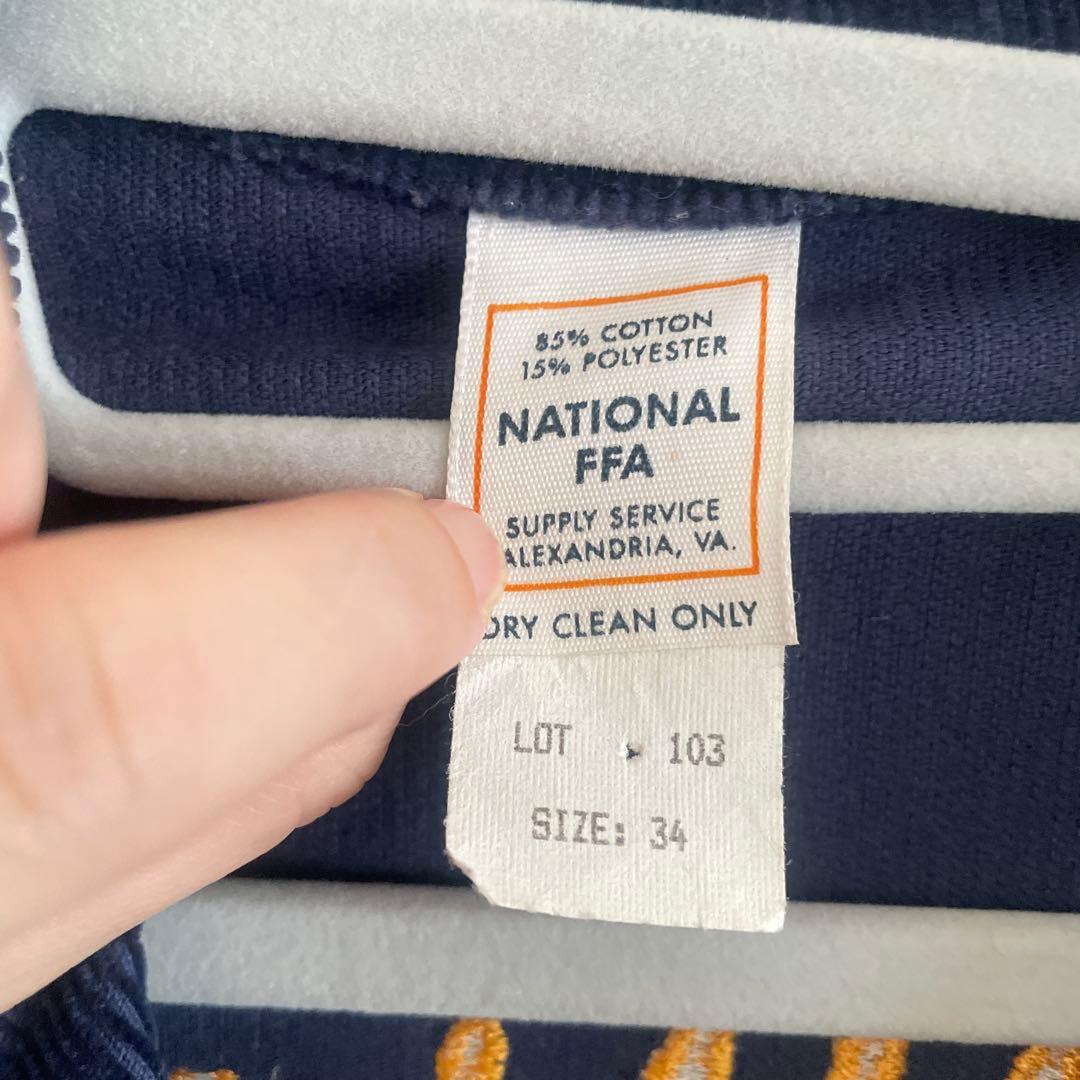 85% COTTON
15% POLYESTER
NATIONAL
FFA
SUPPLY SERVICE
ALEXANDRIA, VA.
DRY CLEAN ONLY
LOT 103
SIZE: 34